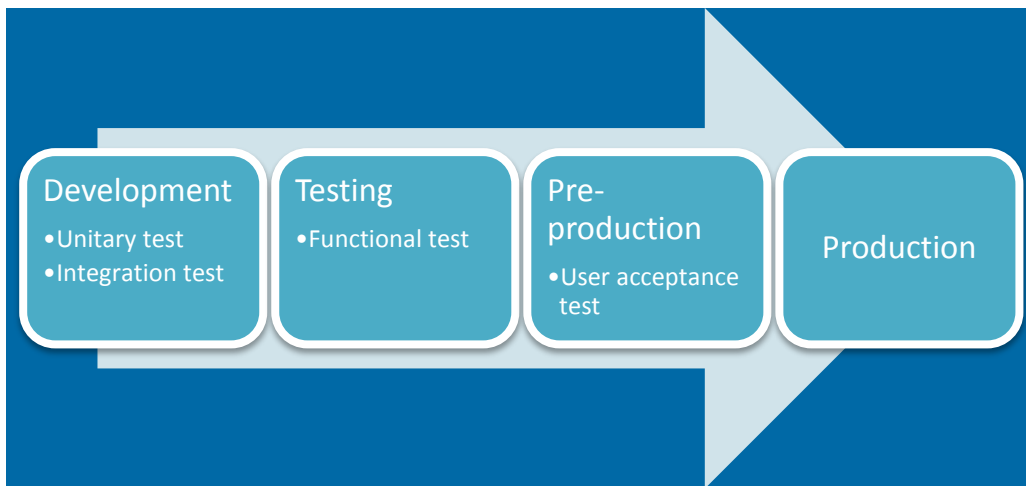 Development
•Unitary test
•Integration test
Testing
•Functional test
Pre-
production
•User acceptance
test
Production